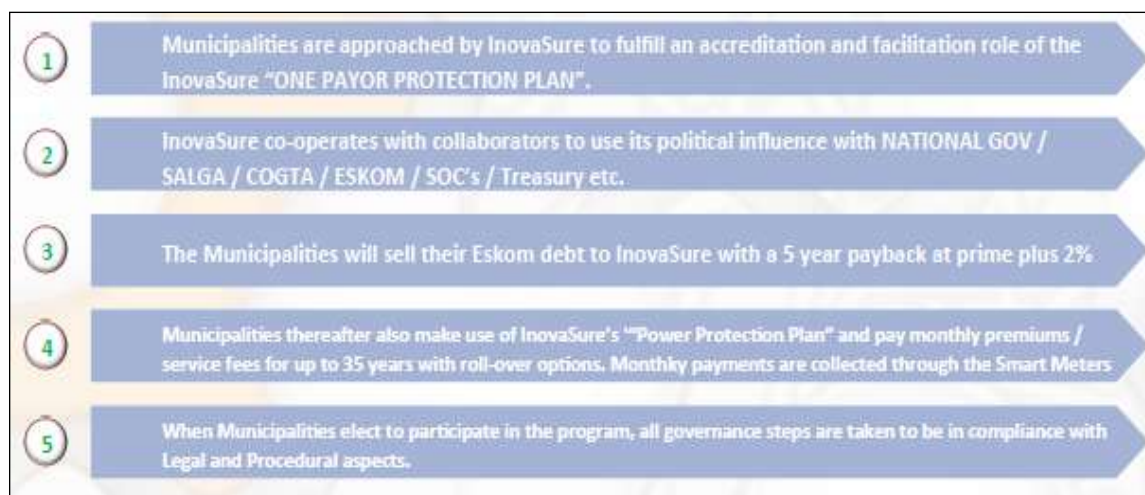 1
Municipalities are approached by InovaSure to fulfill an accreditation and facilitation role of the
InovaSure “ONE PAYOR PROTECTION PLAN”.
2
InovaSure co-operates with collaborators to use its political influence with NATIONAL GOV /
SALGA / COGTA / ESKOM / SOC’s / Treasury etc.
3
The Municipalities will sell their Eskom debt to InovaSure with a 5 year payback at prime plus 2%
4
Municipalities thereafter also make use of InovaSure’s ‘“Power Protection Plan” and pay monthly premiums /
service fees for up to 35 years with roll-over options. Monthky payments are collected through the Smart Meters
5
When Municipalities elect to participate in the program, all governance steps are taken to be in compliance with
Legal and Procedural aspects.